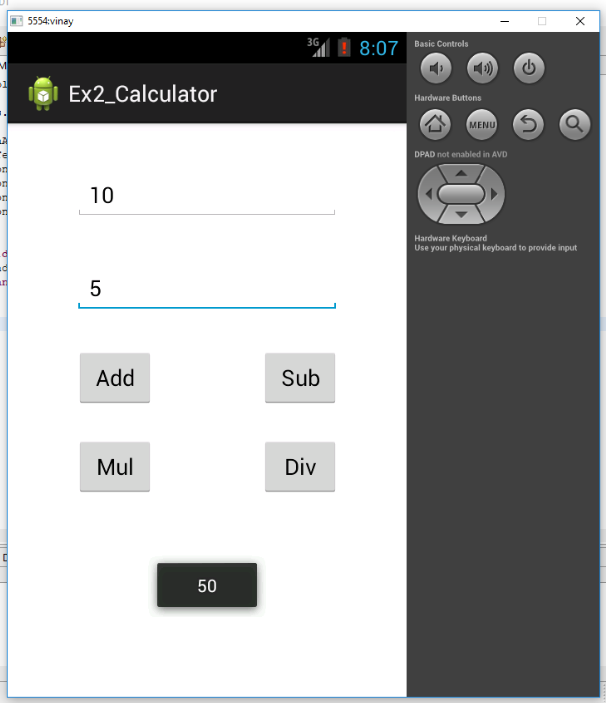 5554:vinay
3G 8:07
Ex2_Calculator
10
5
Add Sub
Mul Div
50
Basic Controls
Hardware Buttons
MENU
DPAD not enabled in AVD
Hardware Keyboard
Use your physical keyboard to provide input